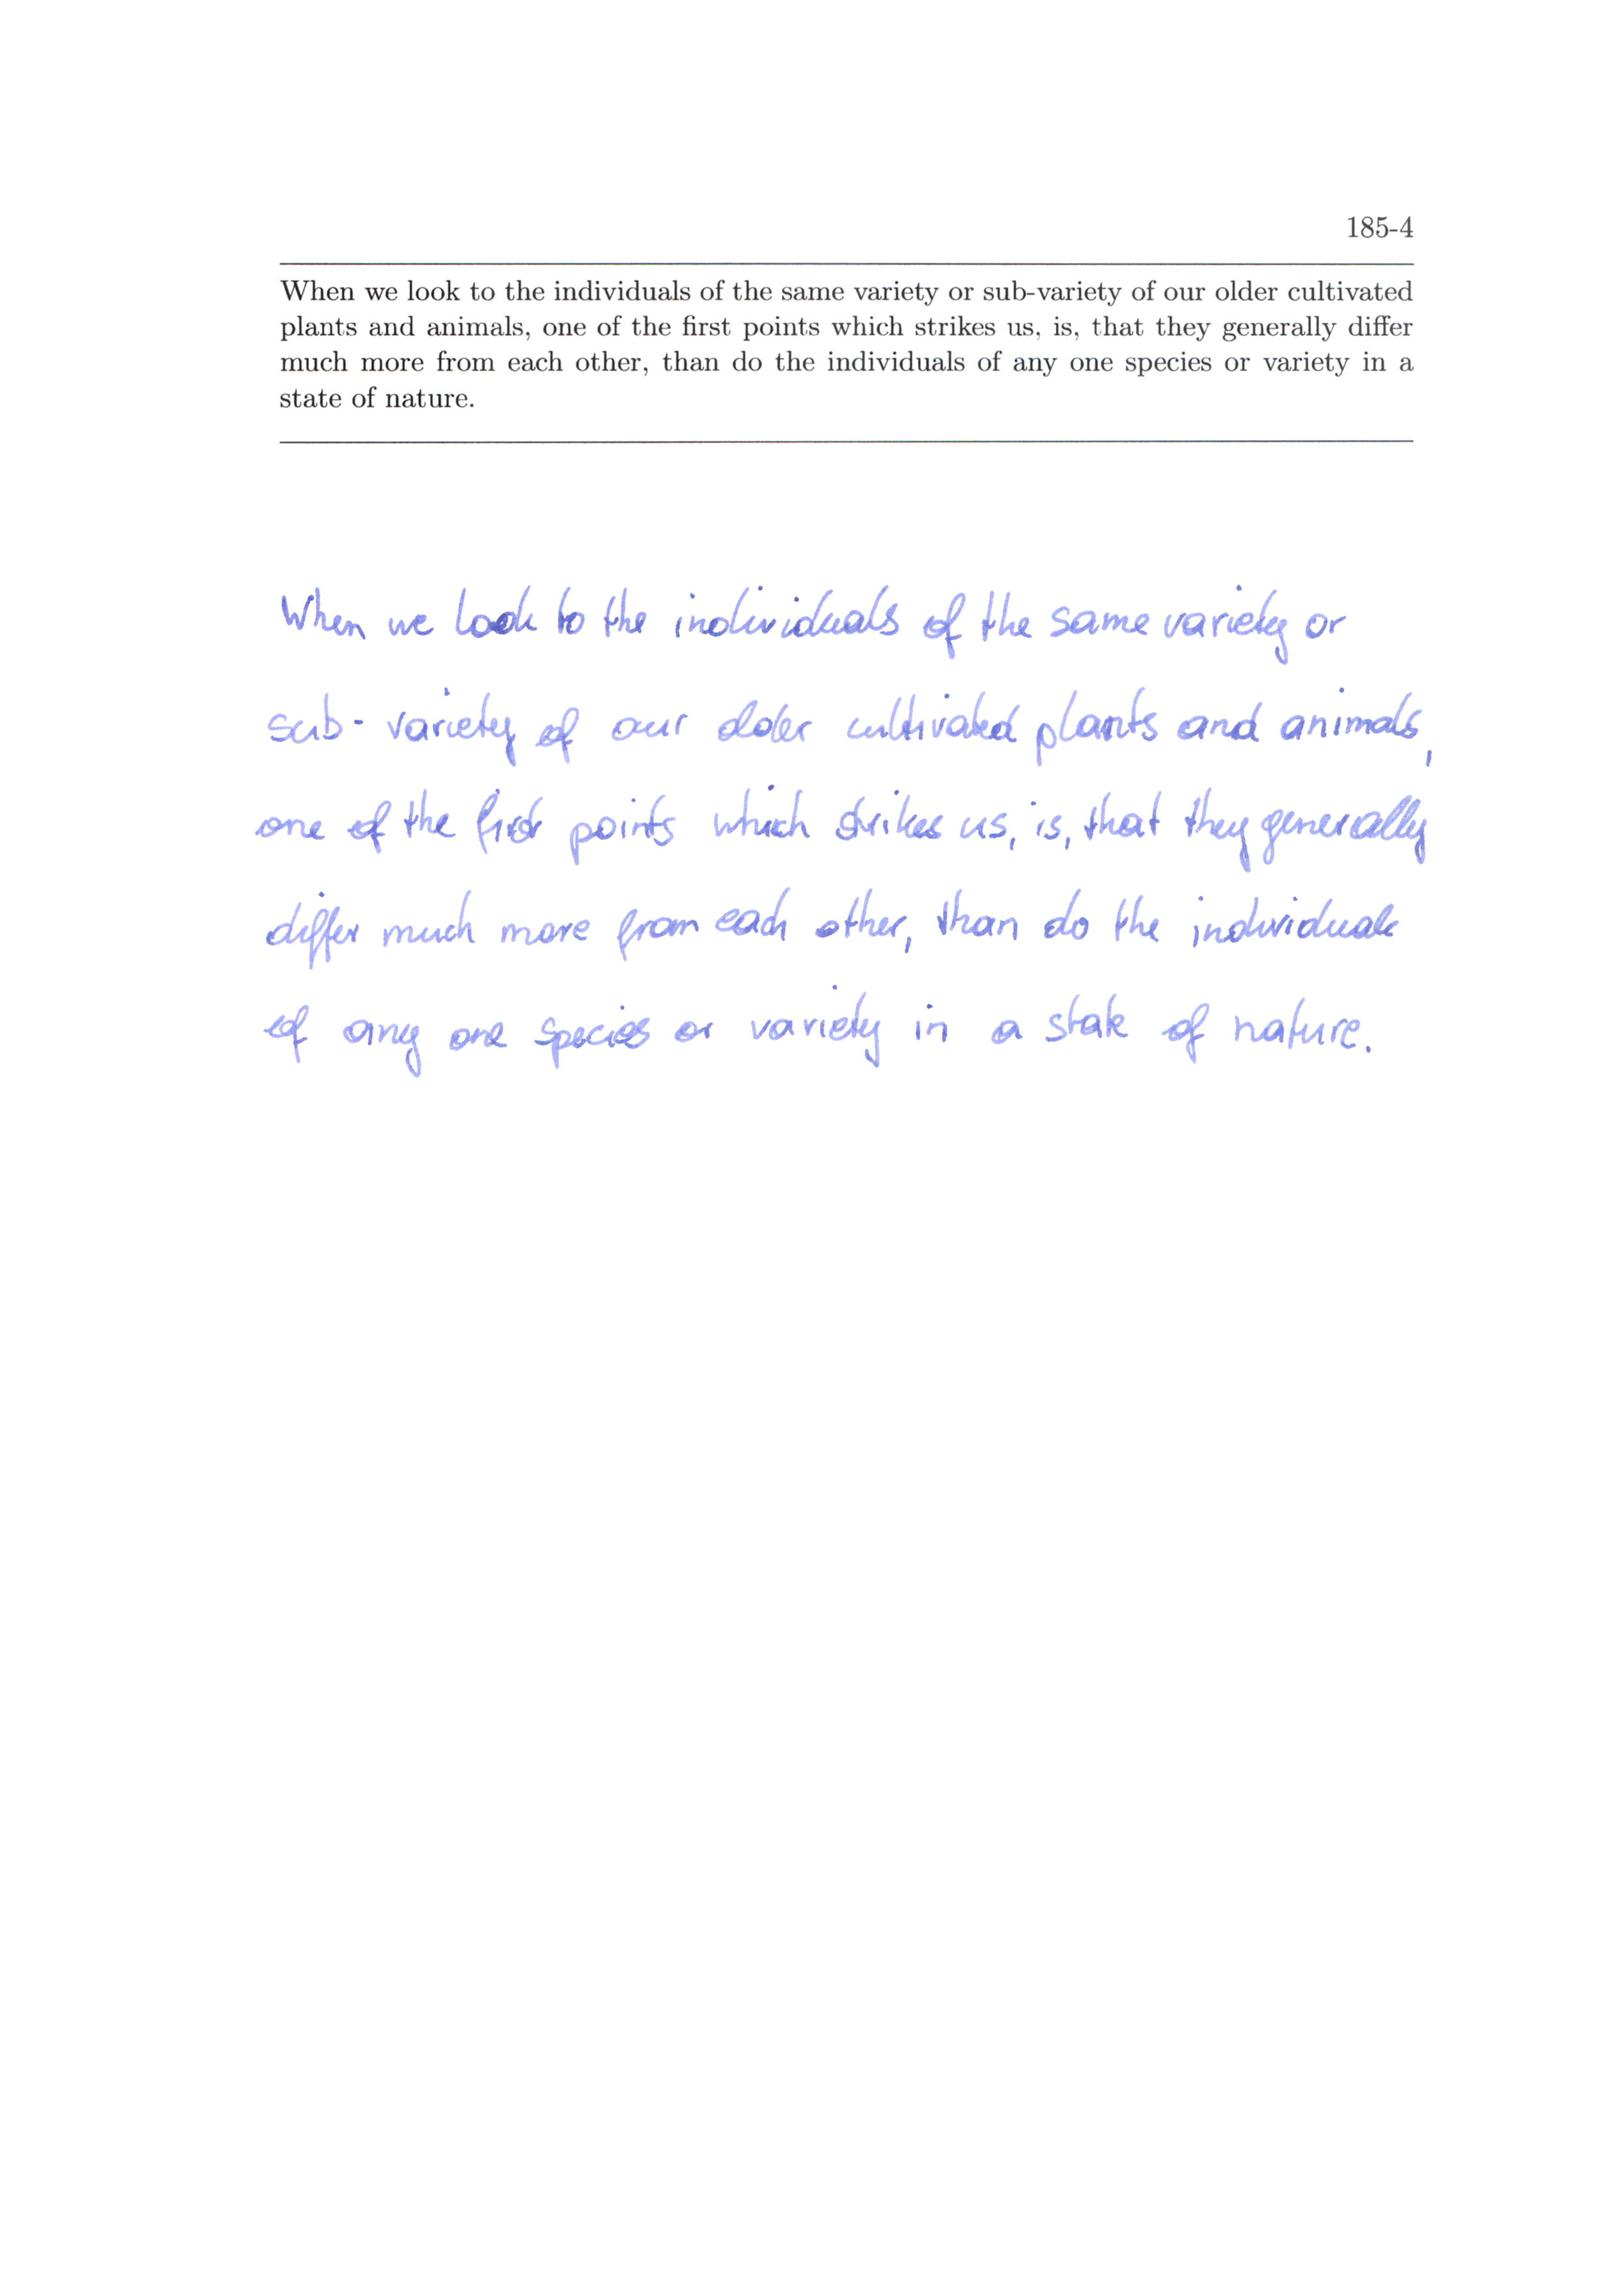 185-4
When we look to the individuals of the same variety or sub-variety of our older cultivated
plants and animals, one of the first points which strikes us, is, that they generally differ
much more from each other, than do the individuals of any one species or variety in a
state of nature.
When we look to the individuals of the same variety or
sub-variety of our older cultivated plants and animals,
one of the first points which strikes us, is, that they generally
differ much more from each other, than do the individuals
of any one species or variety in a state of nature.